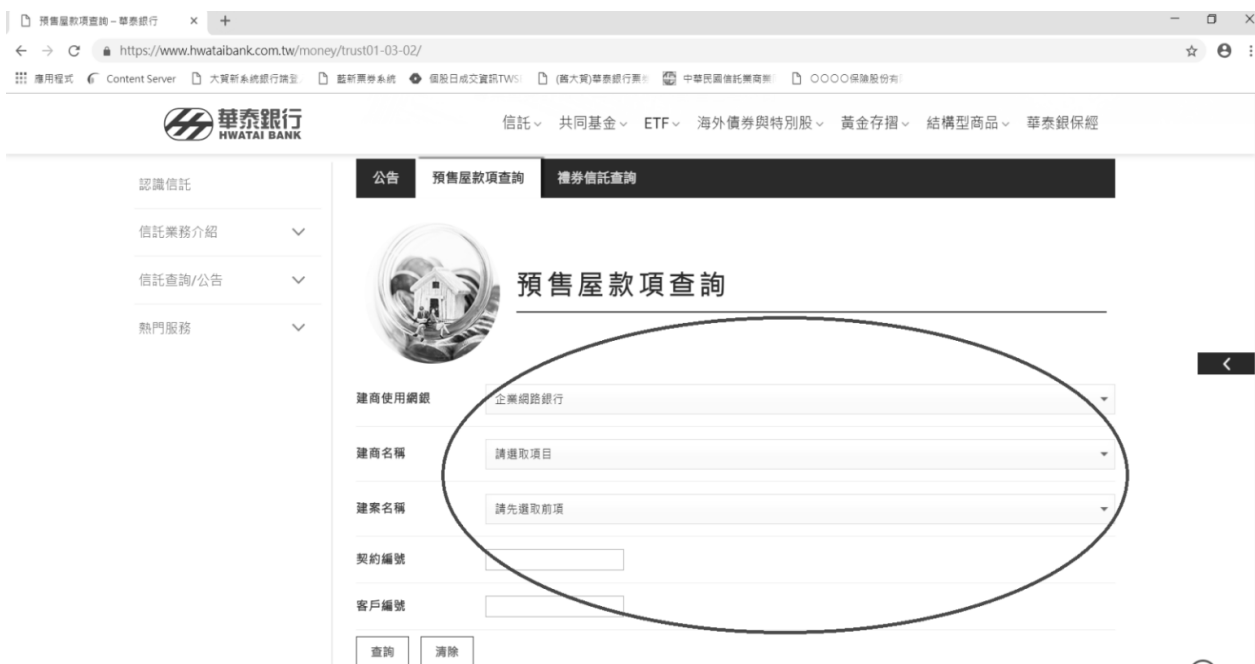 預售屋款項查詢 – 華泰銀行
https://www.hwataibank.com.tw/money/trust01-03-02/
應用程式 Content Server 大賀新系統銀行端登 藍新票券系統 個股日成交資訊TWS (舊大賀)華泰銀行票 中華民國信託業商業 OOOO保險股份有
華泰銀行
HWATAI BANK
信託 共同基金 ETF 海外債券與特別股 黃金存摺 結構型商品 華泰銀保經
公告 預售屋款項查詢 禮券信託查詢
認識信託
信託業務介紹
信託查詢/公告
熱門服務
預售屋款項查詢
建商使用網銀 企業網路銀行
建商名稱 請選取項目
建案名稱 請先選取前項
契約編號
客戶編號
查詢 清除